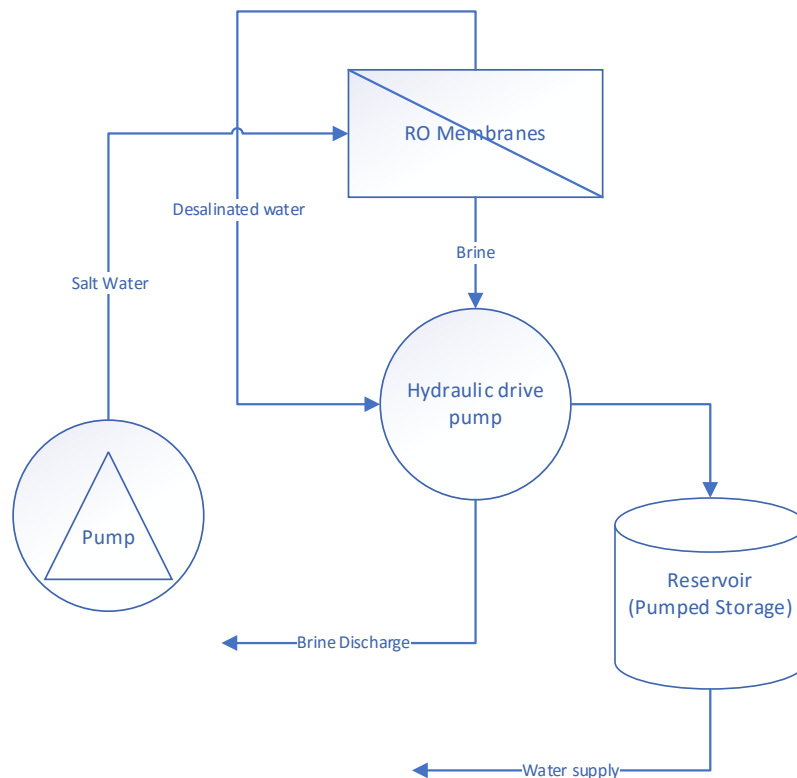 RO Membranes
Desalinated water
Brine
Salt Water
Hydraulic drive
pump
Pump
Reservoir
(Pumped Storage)
Brine Discharge
Water supply